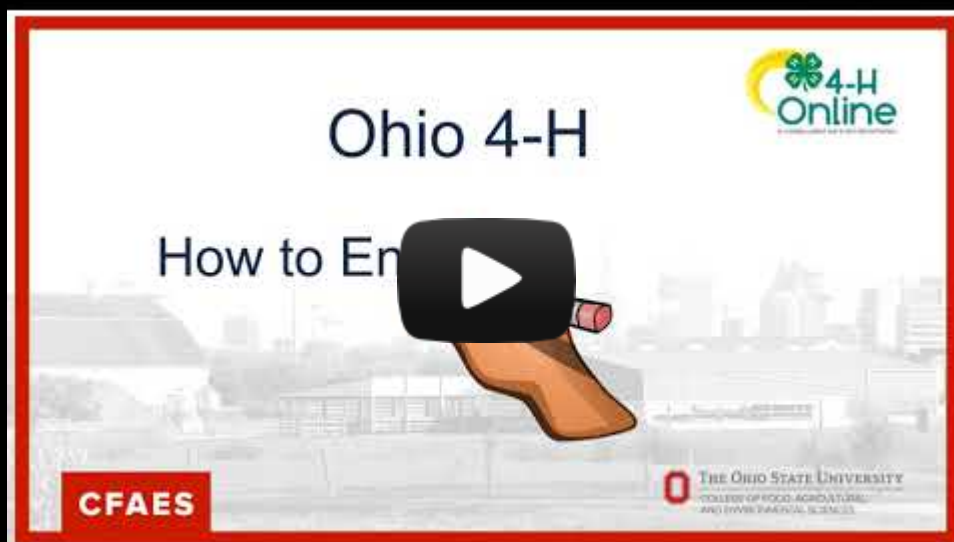 4-H
Online
Ohio 4-H
How to En
CFAES
THE OHIO STATE UNIVERSITY
COLLEGE OF FOOD, AGRICULTURAL,
AND ENVIRONMENTAL SCIENCES